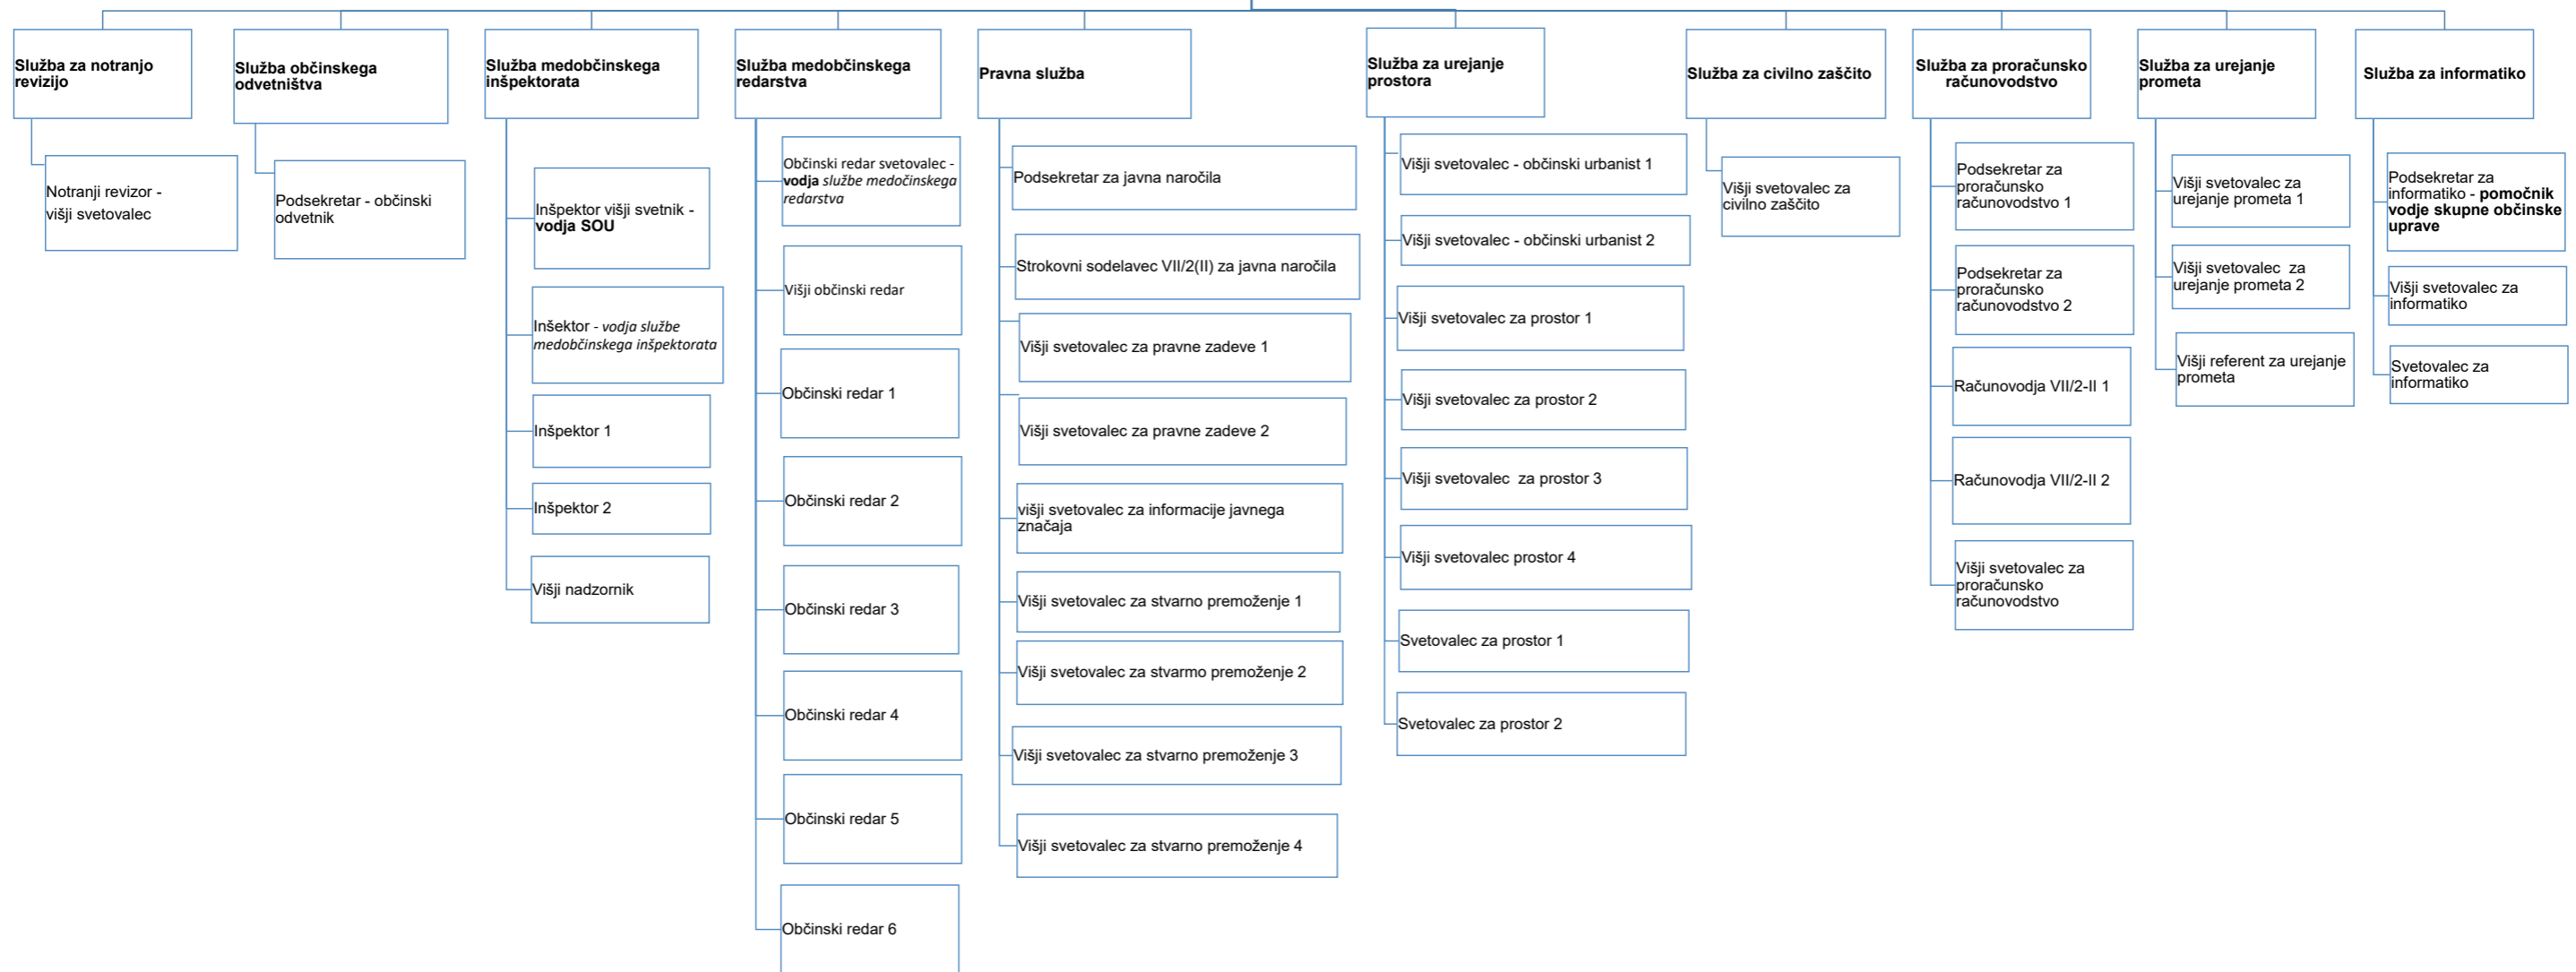 Služba za notranjo
revizijo
Notranji revizor -
višji svetovalec
Služba občinskega
odvetništva
Podsekretar - občinski
odvetnik
Služba medobčinskega
inšpektorata
Inšpektor višji svetnik -
vodja SOU
Inšektor - vodja službe
medobčinskega inšpektorata
Inšpektor 1
Inšpektor 2
Višji nadzornik
Služba medobčinskega
redarstva
Občinski redar svetovalec -
vodja službe medočinskega
redarstva
Višji občinski redar
Občinski redar 1
Občinski redar 2
Občinski redar 3
Občinski redar 4
Občinski redar 5
Občinski redar 6
Pravna služba
Podsekretar za javna naročila
Strokovni sodelavec VII/2(II) za javna naročila
Višji svetovalec za pravne zadeve 1
Višji svetovalec za pravne zadeve 2
višji svetovalec za informacije javnega
značaja
Višji svetovalec za stvarno premoženje 1
Višji svetovalec za stvarmo premoženje 2
Višji svetovalec za stvarno premoženje 3
Višji svetovalec za stvarno premoženje 4
Služba za urejanje
prostora
Višji svetovalec - občinski urbanist 1
Višji svetovalec - občinski urbanist 2
Višji svetovalec za prostor 1
Višji svetovalec za prostor 2
Višji svetovalec  za prostor 3
Višji svetovalec prostor 4
Svetovalec za prostor 1
Svetovalec za prostor 2
Služba za civilno zaščito
Višji svetovalec za
civilno zaščito
Služba za proračunsko
računovodstvo
Podsekretar za
proračunsko
računovodstvo 1
Podsekretar za
proračunsko
računovodstvo 2
Računovodja VII/2-II 1
Računovodja VII/2-II 2
Višji svetovalec za
proračunsko
računovodstvo
Služba za urejanje
prometa
Višji svetovalec za
urejanje prometa 1
Višji svetovalec  za
urejanje prometa 2
Višji referent za urejanje
prometa
Služba za informatiko
Podsekretar za
informatiko - pomočnik
vodje skupne občinske
uprave
Višji svetovalec za
informatiko
Svetovalec za
informatiko